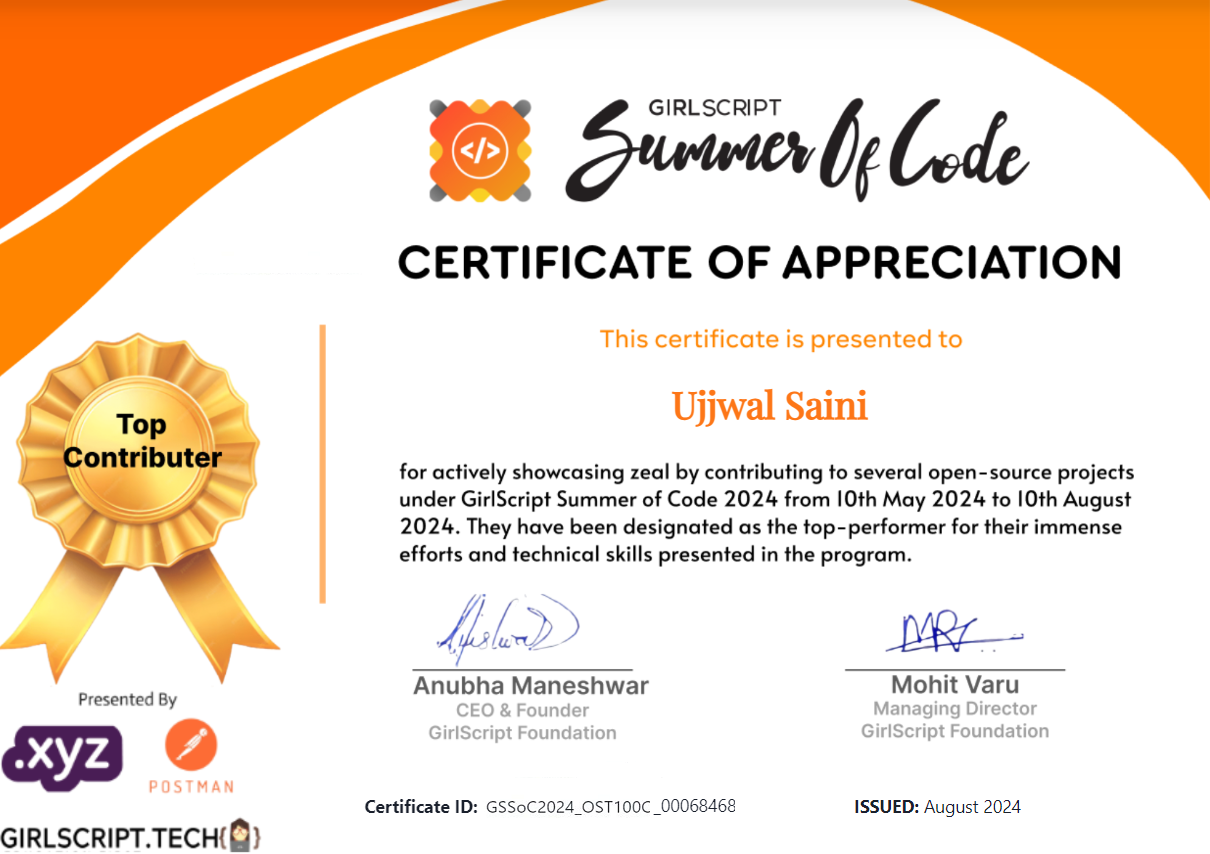 GIRLSCRIPT
Summer Of Code
</>
CERTIFICATE OF APPRECIATION
This certificate is presented to
Ujjwal Saini
Top
Contributer
for actively showcasing zeal by contributing to several open-source projects
under GirlScript Summer of Code 2024 from 10th May 2024 to 10th August
2024. They have been designated as the top-performer for their immense
efforts and technical skills presented in the program.
Anubha Maneshwar
CEO & Founder
GirlScript Foundation
Mohit Varu
Managing Director
GirlScript Foundation
Presented By
.xyz
POSTMAN
GIRLSCRIPT.TECH{ }
Certificate ID: GSSoC2024_OST100C_00068468
ISSUED: August 2024